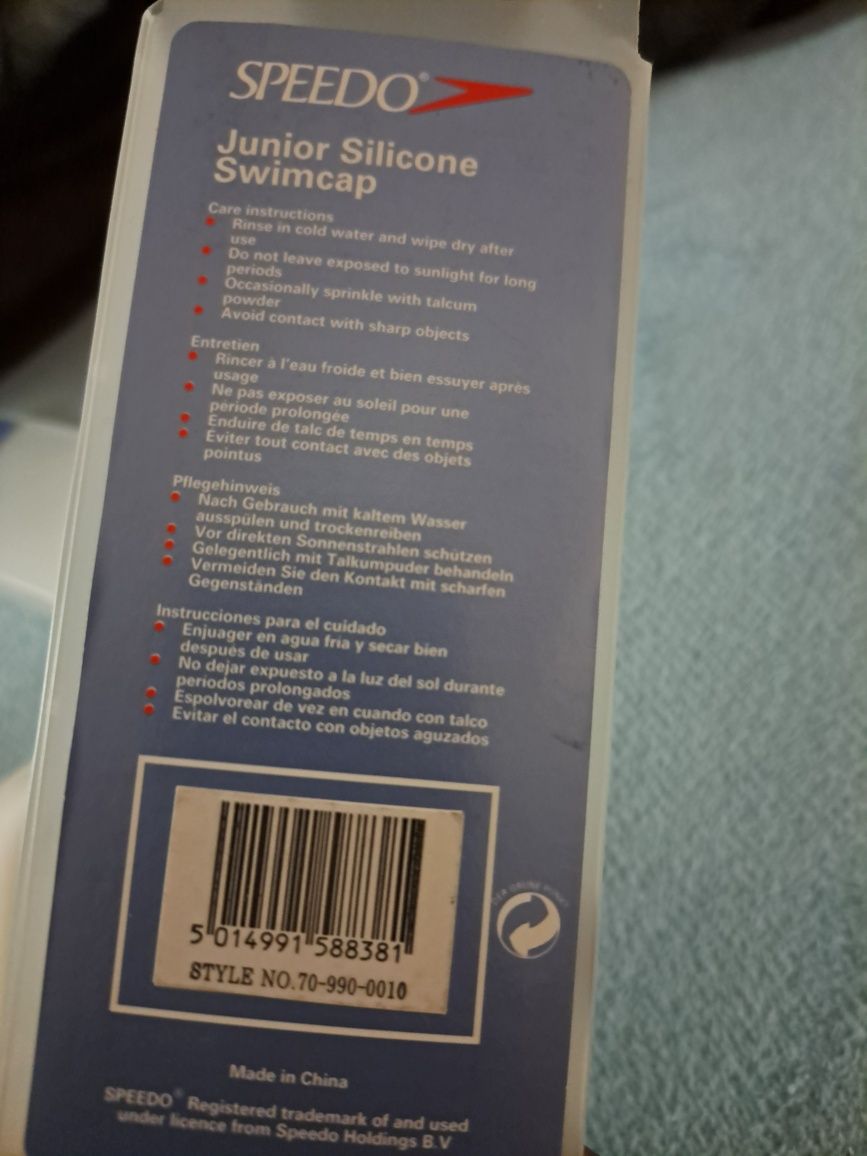 SPEEDO®
Junior Silicone
Swimcap
Care instructions
• Rinse in cold water and wipe dry after
use
• Do not leave exposed to sunlight for long
periods
• Occasionally sprinkle with talcum
powder
• Avoid contact with sharp objects
Entretien
• Rincer à l'eau froide et bien essuyer après
usage
• Ne pas exposer au soleil pour une
période prolongée
• Enduire de talc de temps en temps
• Eviter tout contact avec des objets
pointus
Pflegehinweis
• Nach Gebrauch mit kaltem Wasser
ausspülen und trockenreiben
• Vor direkten Sonnenstrahlen schützen
• Gelegentlich mit Talkumpuder behandeln
• Vermeiden Sie den Kontakt mit scharfen
Gegenständen
Instrucciones para el cuidado
• Enjuager en agua fría y secar bien
después de usar
• No dejar expuesto a la luz del sol durante
períodos prolongados
• Espolvorear de vez en cuando con talco
• Evitar el contacto con objetos aguzados
5 014991 588381
STYLE NO.70-990-0010
DER GRÜNE PUNKT
Made in China
SPEEDO® Registered trademark of and used
under licence from Speedo Holdings B.V